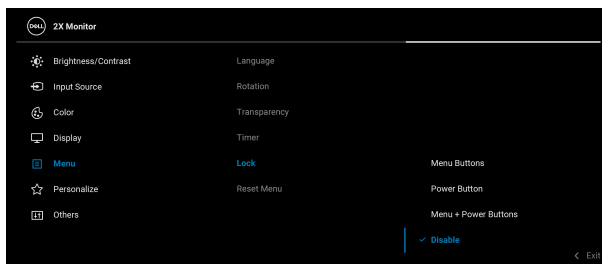 DELL 2X Monitor
Brightness/Contrast Language
Input Source Rotation
Color Transparency
Display Timer
Menu Lock Menu Buttons
Personalize Reset Menu Power Button
Others Menu + Power Buttons
Disable
Exit